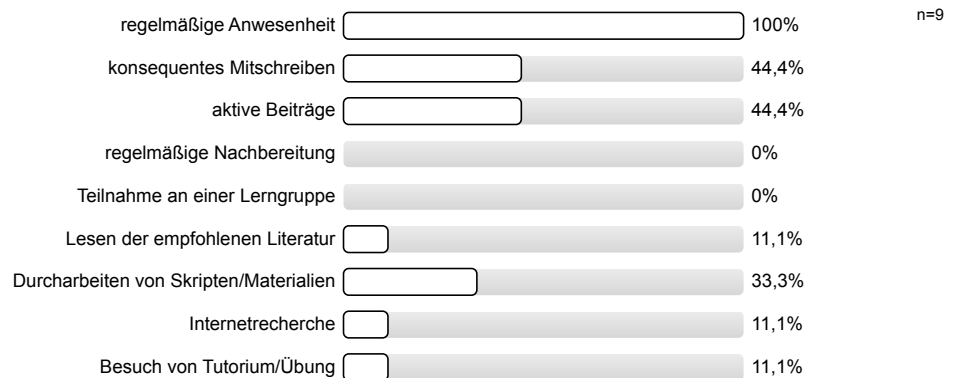 n=9
regelmäßige Anwesenheit 100%
konsequentes Mitschreiben 44,4%
aktive Beiträge 44,4%
regelmäßige Nachbereitung 0%
Teilnahme an einer Lerngruppe 0%
Lesen der empfohlenen Literatur 11,1%
Durcharbeiten von Skripten/Materialien 33,3%
Internetrecherche 11,1%
Besuch von Tutorium/Übung 11,1%